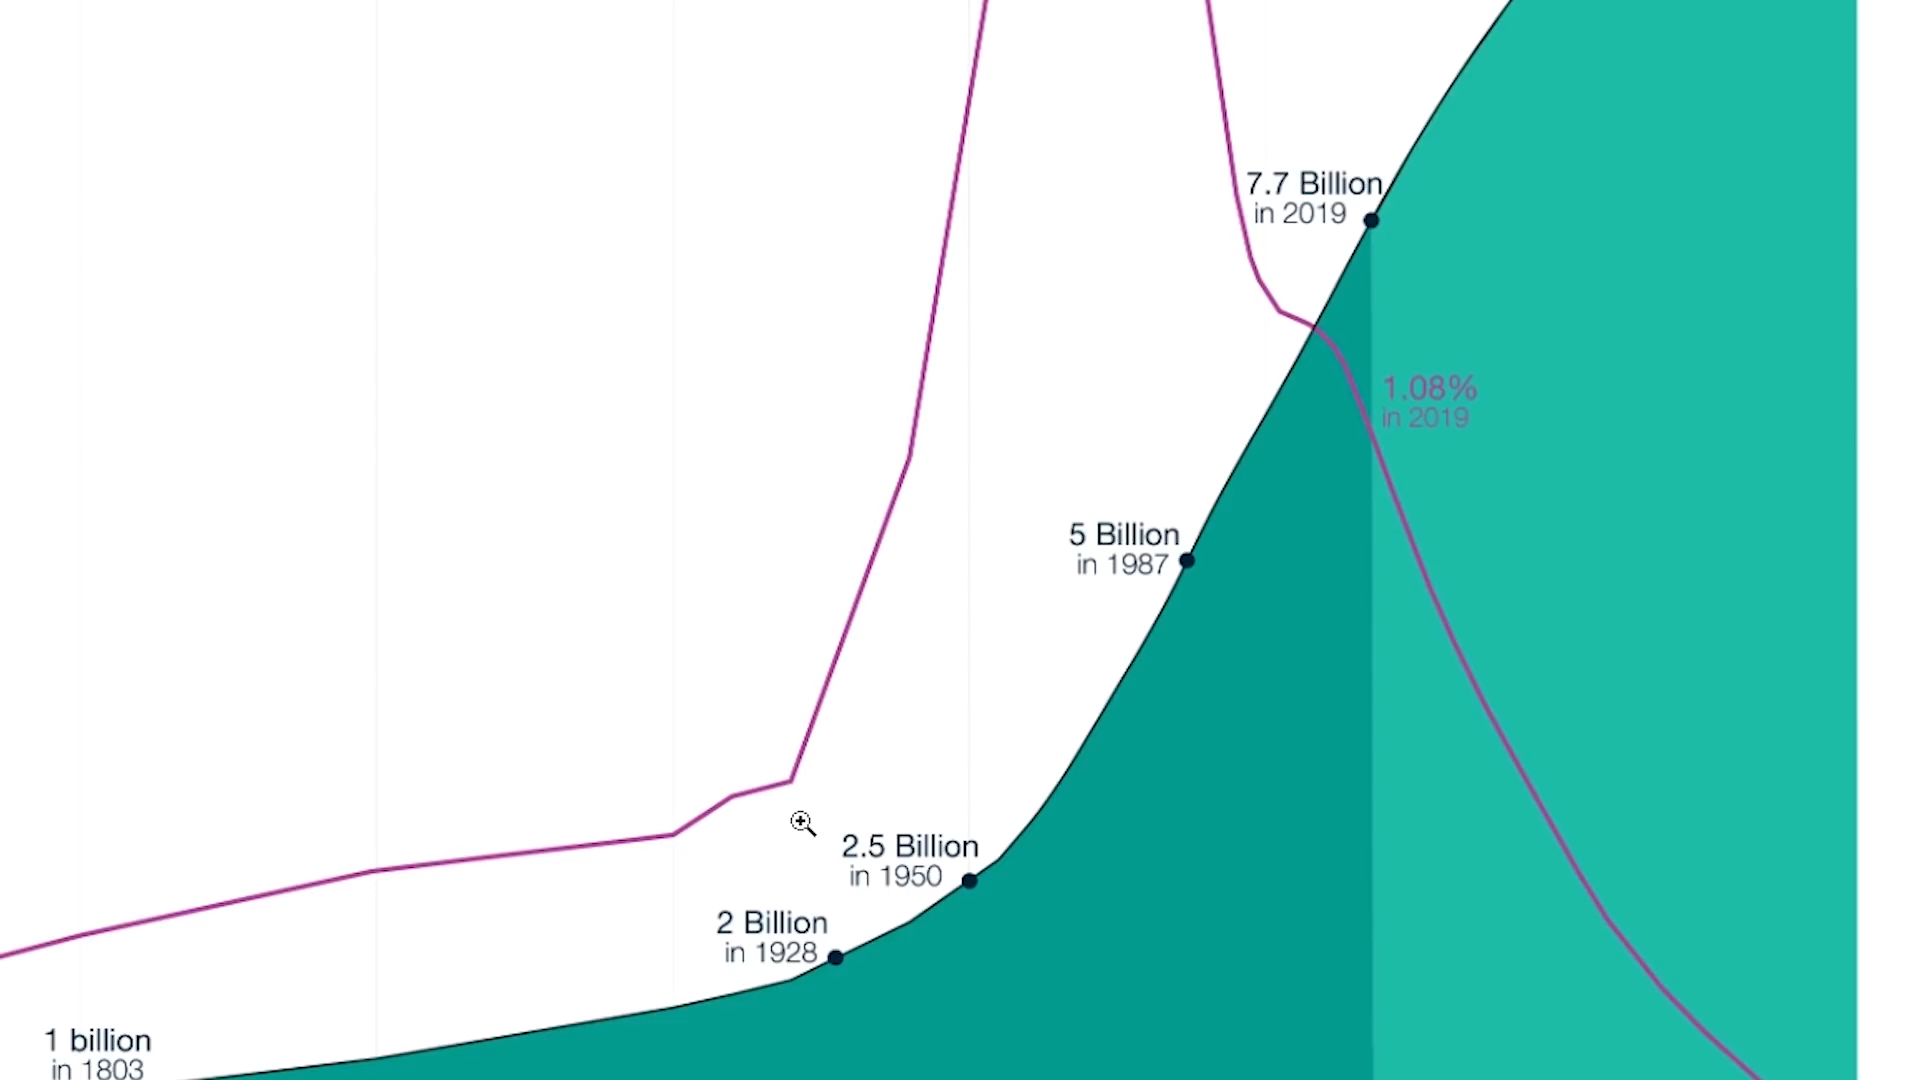 7.7 Billion
in 2019
1.08%
in 2019
5 Billion
in 1987
2.5 Billion
in 1950
2 Billion
in 1928
1 billion
in 1803